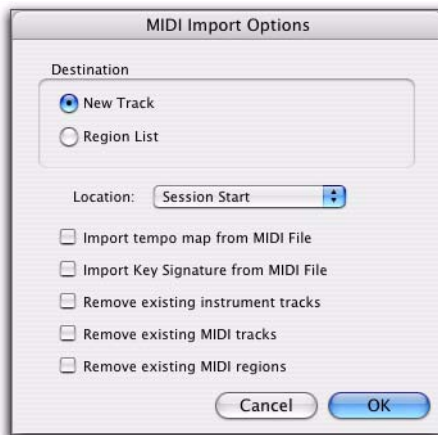 MIDI Import Options
Destination
New Track
Region List
Location: Session Start
Import tempo map from MIDI File
Import Key Signature from MIDI File
Remove existing instrument tracks
Remove existing MIDI tracks
Remove existing MIDI regions
Cancel OK